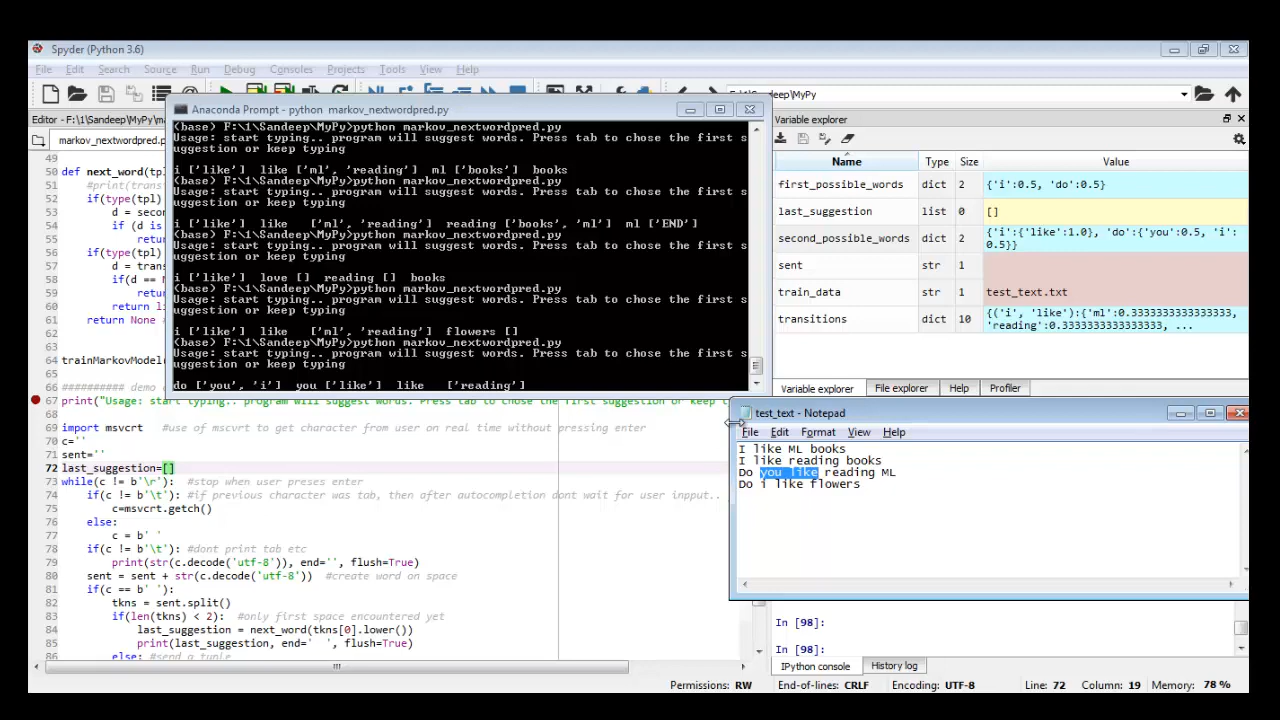 Spyder (Python 3.6)
File Edit Search Source Run Debug Consoles Projects Tools View Help
Sandeep\MyPy
Editor - F:\1\Sandeep\MyPy\
markov_nextwordpred.p
49
50 def next_word(tpl
51 #print(trans
52 if(type(tpl)
53 d = secon
54 if (d is
55 retur
56 if(type(tpl)
57 d = trans
58 if(d == N
59 retur
60 return li
61 return None
62
63
64 trainMarkovModel(
65
66 ########## demo
67 print("Usage: start typing.. program will suggest words. Press tab to chose the first suggestion or keep
68
69 import msvcrt #use of mscvrt to get character from user on real time without pressing enter
70 c=''
71 sent=''
72 last_suggestion=[]
73 while(c != b'\r'): #stop when user preses enter
74 if(c != b'\t'): #if previous character was tab, then after autocompletion dont wait for user inpput..
75 c=msvcrt.getch()
76 else:
77 c = b' '
78 if(c != b'\t'): #dont print tab etc
79 print(str(c.decode('utf-8')), end='', flush=True)
80 sent = sent + str(c.decode('utf-8')) #create word on space
81 if(c == b' '):
82 tkns = sent.split()
83 if(len(tkns) < 2): #only first space encountered yet
84 last_suggestion = next_word(tkns[0].lower())
85 print(last_suggestion, end=' ', flush=True)
86 else: #send a tuple
Anaconda Prompt - python markov_nextwordpred.py
(base) F:\1\Sandeep\MyPy>python markov_nextwordpred.py
Usage: start typing.. program will suggest words. Press tab to chose the first s
uggestion or keep typing
i ['like'] like ['ml', 'reading'] ml ['books'] books
(base) F:\1\Sandeep\MyPy>python markov_nextwordpred.py
Usage: start typing.. program will suggest words. Press tab to chose the first s
uggestion or keep typing
i ['like'] like ['ml', 'reading'] reading ['books', 'ml'] ml ['END']
(base) F:\1\Sandeep\MyPy>python markov_nextwordpred.py
Usage: start typing.. program will suggest words. Press tab to chose the first s
uggestion or keep typing
i ['like'] love [] reading [] books
(base) F:\1\Sandeep\MyPy>python markov_nextwordpred.py
Usage: start typing.. program will suggest words. Press tab to chose the first s
uggestion or keep typing
i ['like'] like ['ml', 'reading'] flowers []
(base) F:\1\Sandeep\MyPy>python markov_nextwordpred.py
Usage: start typing.. program will suggest words. Press tab to chose the first s
uggestion or keep typing
do ['you', 'i'] you ['like'] like ['reading']
Variable explorer
Name Type Size Value
first_possible_words dict 2 {'i':0.5, 'do':0.5}
last_suggestion list 0 []
second_possible_words dict 2 {'i':{'like':1.0}, 'do':{'you':0.5, 'i':
0.5}}
sent str 1
train_data str 1 test_text.txt
transitions dict 10 {('i', 'like'):{'ml':0.3333333333333333,
'reading':0.3333333333333333, ...
Variable explorer File explorer Help Profiler
test_text - Notepad
File Edit Format View Help
I like ML books
I like reading books
Do you like reading ML
Do i like flowers
In [98]:
In [98]:
IPython console History log
Permissions: RW End-of-lines: CRLF Encoding: UTF-8 Line: 72 Column: 19 Memory: 78 %